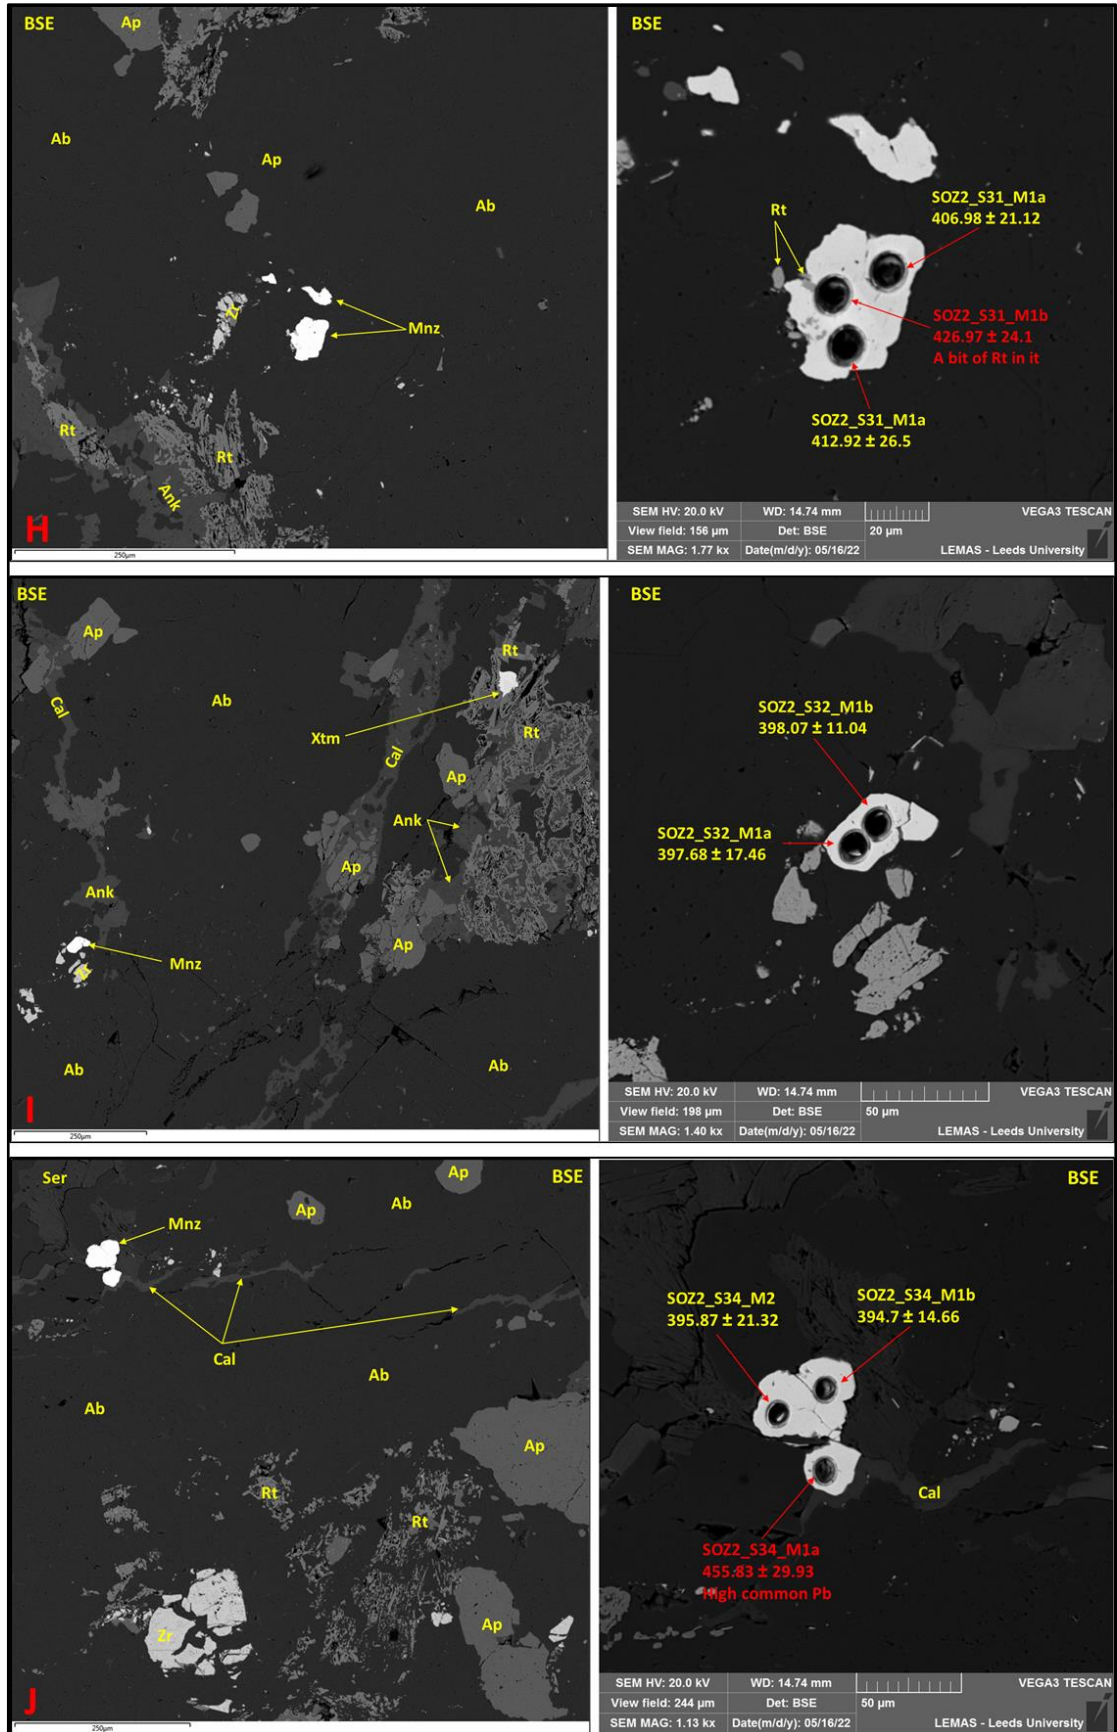 BSE
Ap
Ab
Ap
Ab
Zr
Mnz
Rt
Rt
Ank
H
250µm
BSE
Rt
SOZ2_S31_M1a
406.98 ± 21.12
SOZ2_S31_M1b
426.97 ± 24.1
A bit of Rt in it
SOZ2_S31_M1a
412.92 ± 26.5
SEM HV: 20.0 kV WD: 14.74 mm VEGA3 TESCAN
View field: 156 µm Det: BSE 20 µm
SEM MAG: 1.77 kx Date(m/d/y): 05/16/22 LEMAS - Leeds University
BSE
Ap
Rt
Cal
Ab
Xtm
Cal
Rt
Ap
Ank
Ap
Ank
Ap
Mnz
Zr
Ab
Ab
I
250µm
BSE
SOZ2_S32_M1b
398.07 ± 11.04
SOZ2_S32_M1a
397.68 ± 17.46
SEM HV: 20.0 kV WD: 14.74 mm VEGA3 TESCAN
View field: 198 µm Det: BSE 50 µm
SEM MAG: 1.40 kx Date(m/d/y): 05/16/22 LEMAS - Leeds University
Ser
Ap
BSE
Mnz
Ap
Ab
Cal
Ab
Ab
Ap
Rt
Rt
Zr
Ap
J
250µm
BSE
SOZ2_S34_M2
395.87 ± 21.32
SOZ2_S34_M1b
394.7 ± 14.66
Cal
SOZ2_S34_M1a
455.83 ± 29.93
High common Pb
SEM HV: 20.0 kV WD: 14.74 mm VEGA3 TESCAN
View field: 244 µm Det: BSE 50 µm
SEM MAG: 1.13 kx Date(m/d/y): 05/16/22 LEMAS - Leeds University